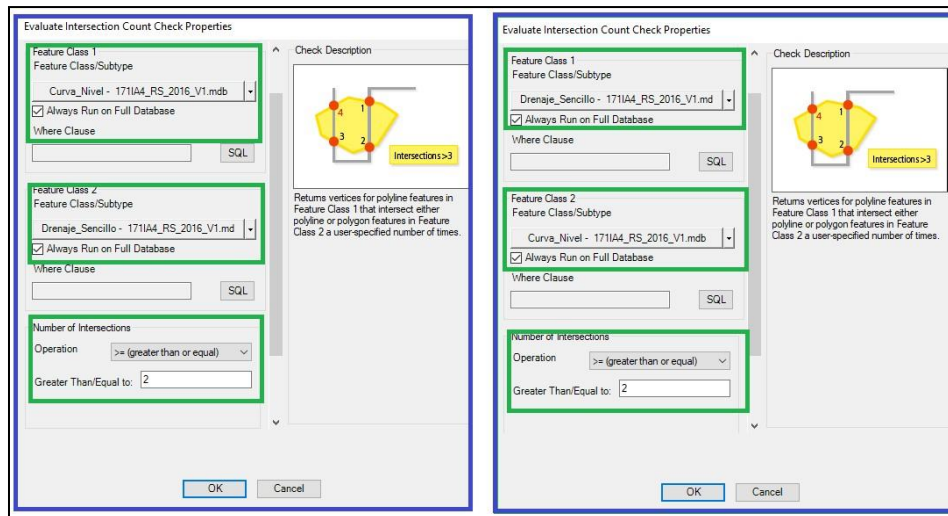 Evaluate Intersection Count Check Properties
Feature Class 1
Feature Class/Subtype
Curva_Nivel - 171IA4_RS_2016_V1.mdb
Always Run on Full Database
Where Clause
SQL
Feature Class 2
Feature Class/Subtype
Drenaje_Sencillo - 171IA4_RS_2016_V1.md
Always Run on Full Database
Where Clause
SQL
Number of Intersections
Operation
>= (greater than or equal)
Greater Than/Equal to:
2
Check Description
4
1
3
2
Intersections>3
Returns vertices for polyline features in
Feature Class 1 that intersect either
polyline or polygon features in Feature
Class 2 a user-specified number of times.
OK
Cancel
Evaluate Intersection Count Check Properties
Feature Class 1
Feature Class/Subtype
Drenaje_Sencillo - 171IA4_RS_2016_V1.md
Always Run on Full Database
Where Clause
SQL
Feature Class 2
Feature Class/Subtype
Curva_Nivel - 171IA4_RS_2016_V1.mdb
Always Run on Full Database
Where Clause
SQL
Number of Intersections
Operation
>= (greater than or equal)
Greater Than/Equal to:
2
Check Description
4
1
3
2
Intersections>3
Returns vertices for polyline features in
Feature Class 1 that intersect either
polyline or polygon features in Feature
Class 2 a user-specified number of times.
OK
Cancel